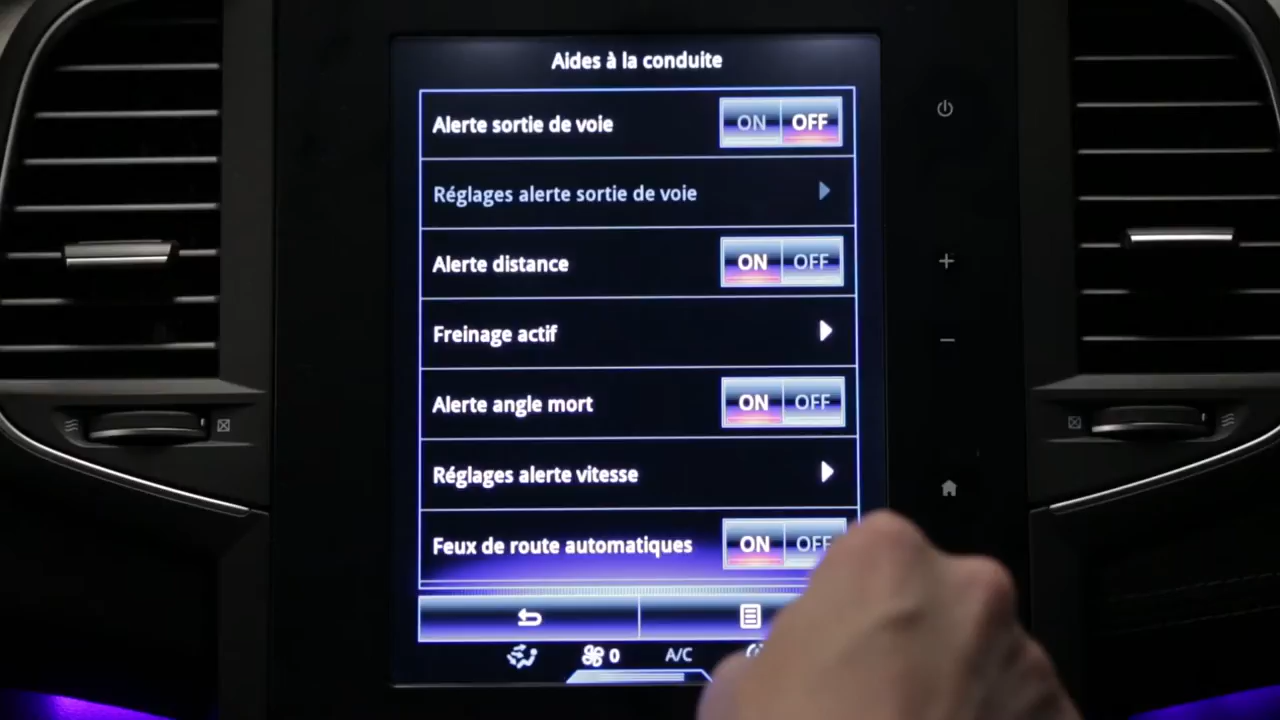 Aides à la conduite
Alerte sortie de voie ON OFF
Réglages alerte sortie de voie
Alerte distance ON OFF
Freinage actif
Alerte angle mort ON OFF
Réglages alerte vitesse
Feux de route automatiques ON OFF
0 A/C